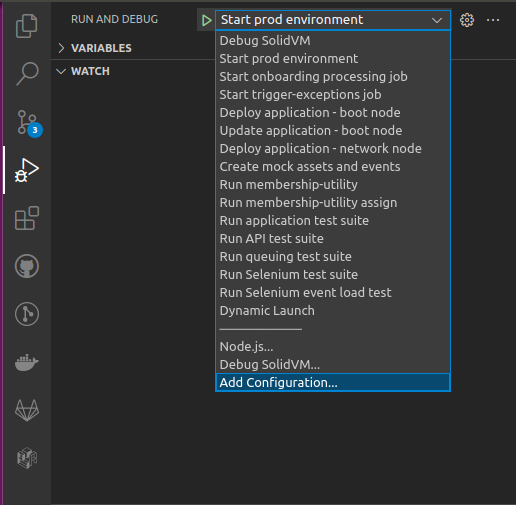 RUN AND DEBUG
Start prod environment
VARIABLES
WATCH
Debug SolidVM
Start prod environment
Start onboarding processing job
Start trigger-exceptions job
Deploy application - boot node
Update application - boot node
Deploy application - network node
Create mock assets and events
Run membership-utility
Run membership-utility assign
Run application test suite
Run API test suite
Run queuing test suite
Run Selenium test suite
Run Selenium event load test
Dynamic Launch
Node.js...
Debug SolidVM...
Add Configuration...
3